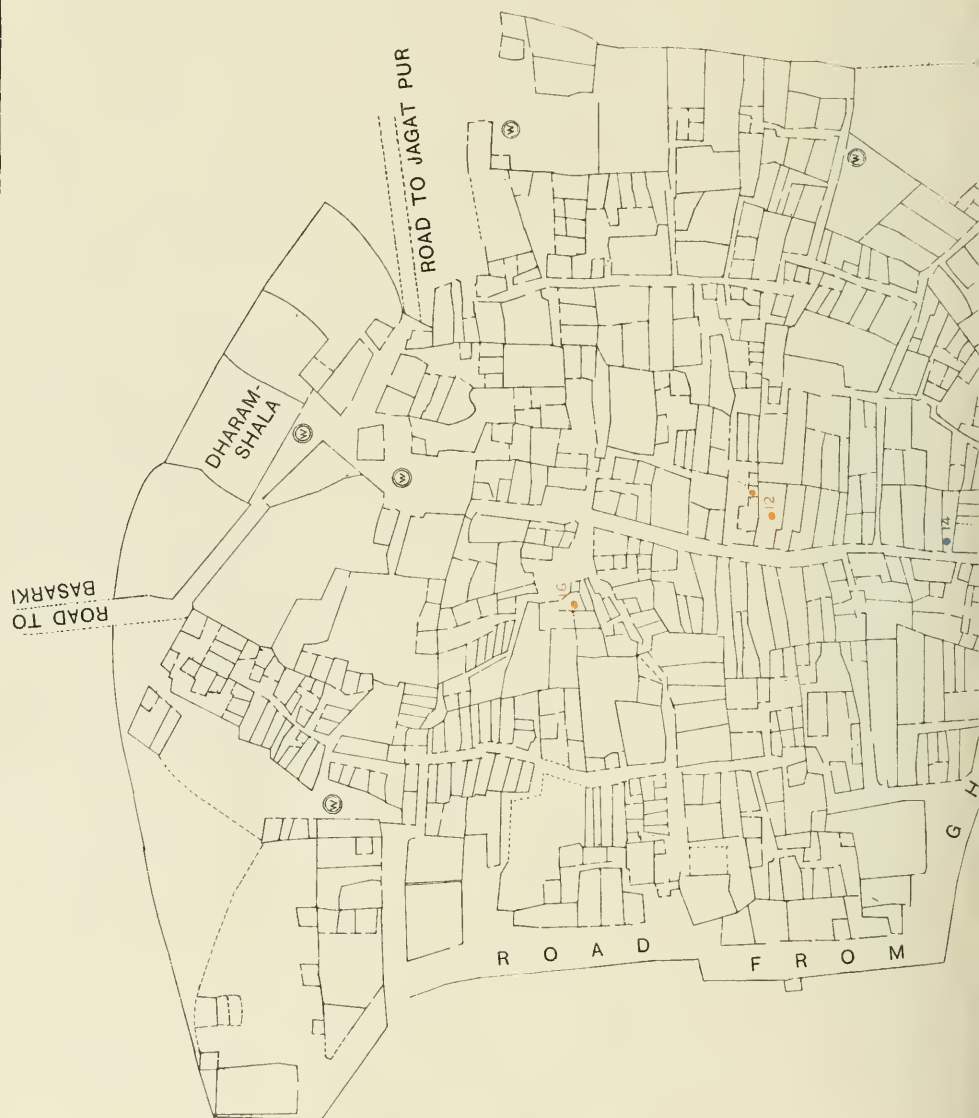 ROAD TO JAGAT PUR
DHARAM-
SHALA
ROAD TO
BASARKI
W
W
W
W
W
12
14
16
ROAD FROM
G H